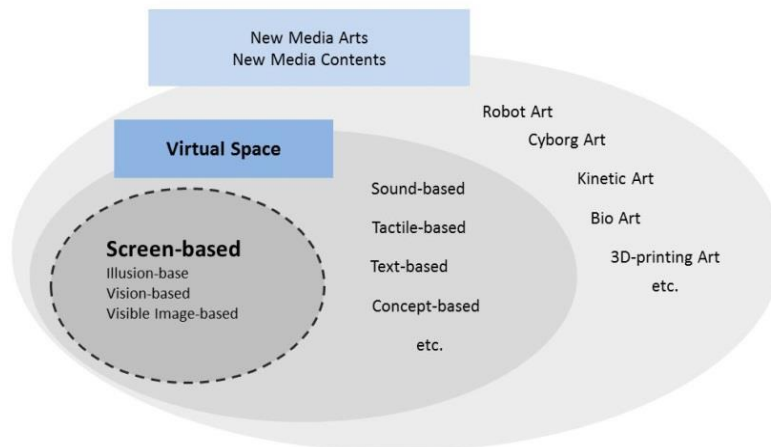 New Media Arts
New Media Contents
Virtual Space
Screen-based
Illusion-base
Vision-based
Visible Image-based
Sound-based
Tactile-based
Text-based
Concept-based
etc.
Robot Art
Cyborg Art
Kinetic Art
Bio Art
3D-printing Art
etc.